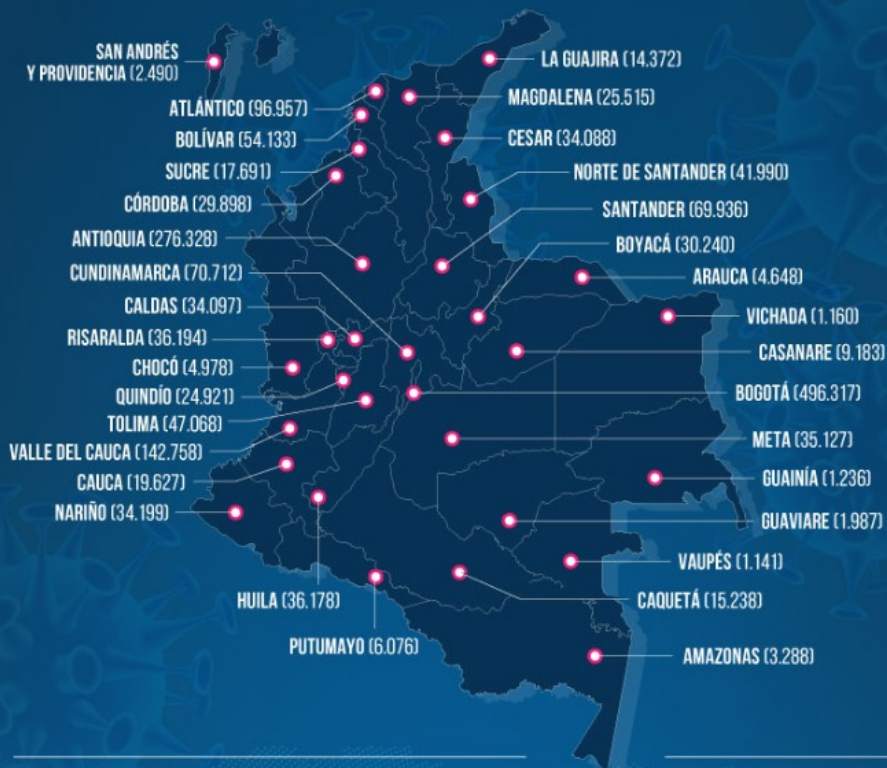 SAN ANDRÉS
Y PROVIDENCIA (2.490)
ATLÁNTICO (96.957)
BOLÍVAR (54.133)
SUCRE (17.691)
CÓRDOBA (29.898)
ANTIOQUIA (276.328)
CUNDINAMARCA (70.712)
CALDAS (34.097)
RISARALDA (36.194)
CHOCÓ (4.978)
QUINDÍO (24.921)
TOLIMA (47.068)
VALLE DEL CAUCA (142.758)
CAUCA (19.627)
NARIÑO (34.199)
HUILA (36.178)
PUTUMAYO (6.076)
LA GUAJIRA (14.372)
MAGDALENA (25.515)
CESAR (34.088)
NORTE DE SANTANDER (41.990)
SANTANDER (69.936)
BOYACÁ (30.240)
ARAUCA (4.648)
VICHADA (1.160)
CASANARE (9.183)
BOGOTÁ (496.317)
META (35.127)
GUAINÍA (1.236)
GUAVIARE (1.987)
VAUPÉS (1.141)
CAQUETÁ (15.238)
AMAZONAS (3.288)